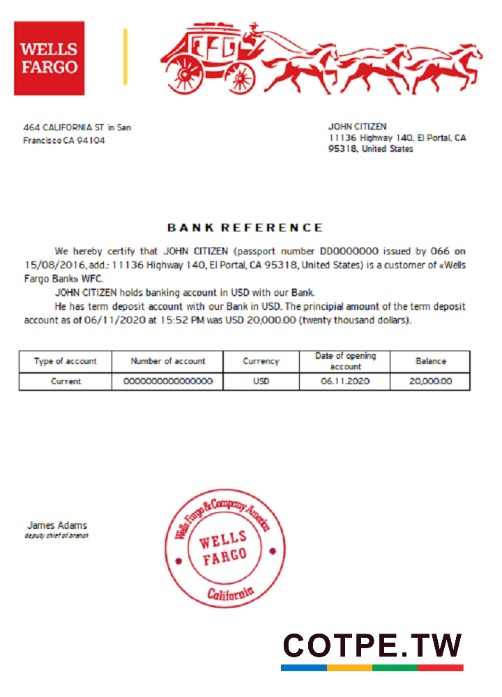 WELLS
FARGO
464 CALIFORNIA ST in San
Francisco CA 94104
JOHN CITIZEN
11136 Highway 140, El Portal, CA
95318, United States
BANK REFERENCE
We hereby certify that JOHN CITIZEN (passport number DD0000000 issued by 066 on
15/08/2016, add.: 11136 Highway 140, El Portal, CA 95318, United States) is a customer of «Wells
Fargo Bank» WFC.
JOHN CITIZEN holds banking account in USD with our Bank.
He has term deposit account with our Bank in USD. The principial amount of the term deposit
account as of 06/11/2020 at 15:52 PM was USD 20,000.00 (twenty thousand dollars).
Type of account Number of account Currency Date of opening account Balance
Current 0000000000000000 USD 06.11.2020 20,000.00
James Adams
deputy chief of branch
Wells Fargo & Company America
WELLS
FARGO
California
COTPE.TW